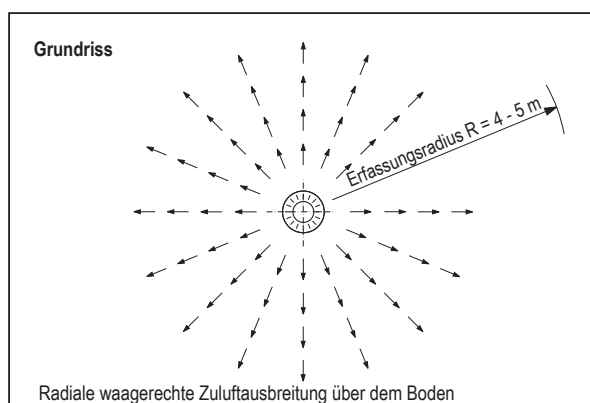 Grundriss
Erfassungsradius R = 4 - 5 m
Radiale waagerechte Zuluftausbreitung über dem Boden